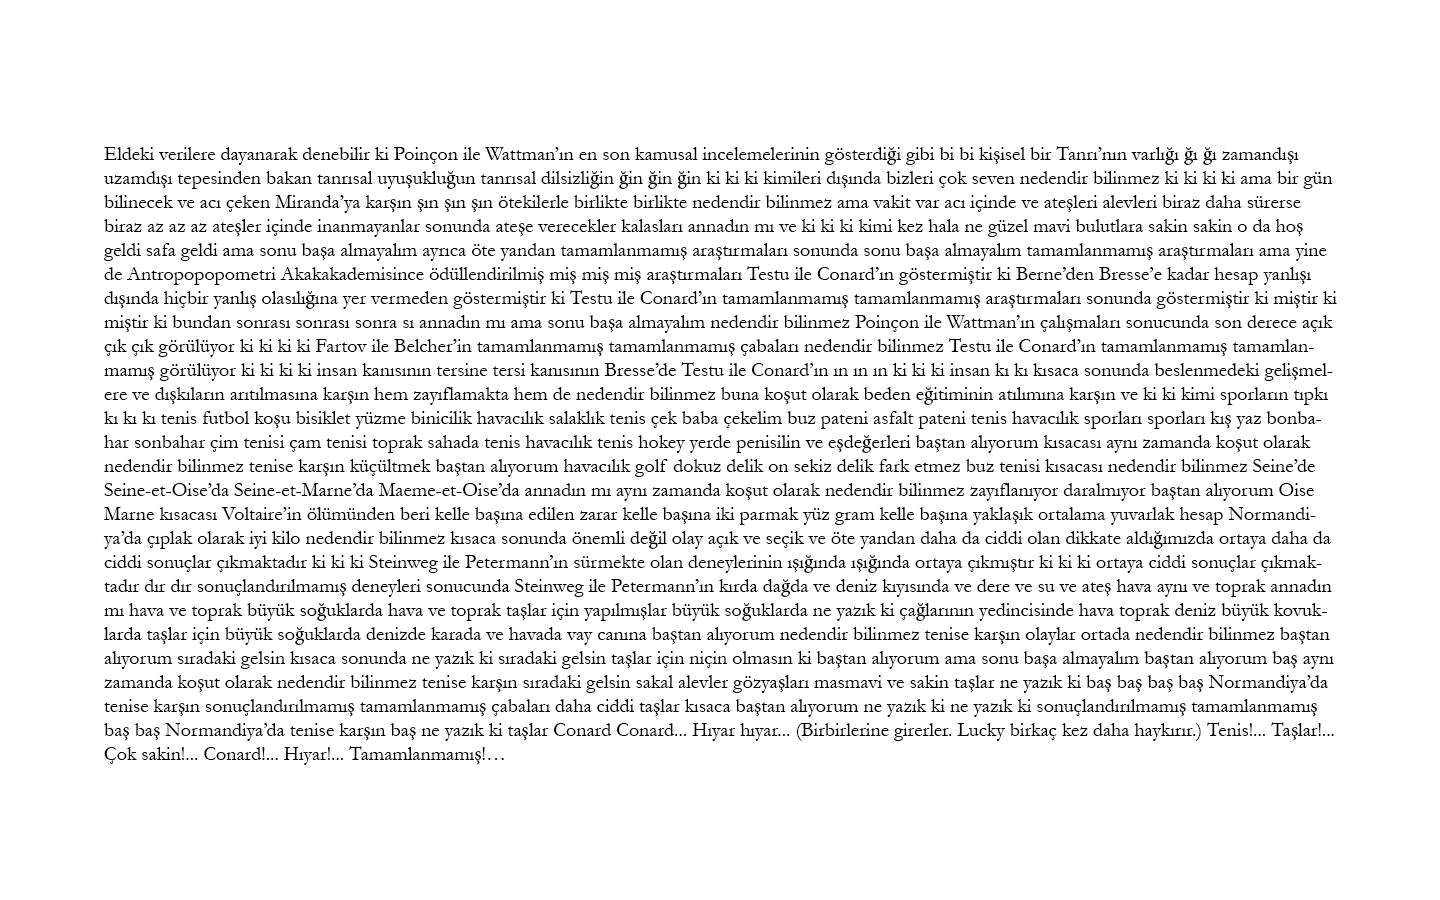 Eldeki verilere dayanarak denebilir ki Poinçon ile Wattman’ın en son kamusal incelemelerinin gösterdiği gibi bi bi kişisel bir Tanrı’nın varlığı ğı ğı zamandışı
uzamdışı tepesinden bakan tanrısal uyuşukluğun tanrısal dilsizliğin ğin ğin ğin ki ki ki kimileri dışında bizleri çok seven nedendir bilinmez ki ki ki ki ama bir gün
bilinecek ve acı çeken Miranda’ya karşın şın şın şın ötekilerle birlikte birlikte nedendir bilinmez ama vakit var acı içinde ve ateşleri alevleri biraz daha sürerse
biraz az az az ateşler içinde inanmayanlar sonunda ateşe verecekler kalasları annadın mı ve ki ki ki kimi kez hala ne güzel mavi bulutlara sakin sakin o da hoş
geldi safa geldi ama sonu başa almayalım ayrıca öte yandan tamamlanmamış araştırmaları sonunda sonu başa almayalım tamamlanmamış araştırmaları ama yine
de Antropopopometri Akakakademisince ödüllendirilmiş miş miş miş araştırmaları Testu ile Conard’ın göstermiştir ki Berne’den Bresse’e kadar hesap yanlışı
dışında hiçbir yanlış olasılığına yer vermeden göstermiştir ki Testu ile Conard’ın tamamlanmamış tamamlanmamış araştırmaları sonunda göstermiştir ki miştir ki
miştir ki bundan sonrası sonrası sonra sı annadın mı ama sonu başa almayalım nedendir bilinmez Poinçon ile Wattman’ın çalışmaları sonucunda son derece açık
çık çık görülüyor ki ki ki ki Fartov ile Belcher’in tamamlanmamış tamamlanmamış çabaları nedendir bilinmez Testu ile Conard’ın tamamlanmamış tamamlan-
mamış görülüyor ki ki ki ki insan kanısının tersine tersi kanısının Bresse’de Testu ile Conard’ın ın ın ın ki ki ki insan kı kı kısaca sonunda beslenmedeki gelişmel-
ere ve dışkıların arıtılmasına karşın hem zayıflamakta hem de nedendir bilinmez buna koşut olarak beden eğitiminin atılımına karşın ve ki ki kimi sporların tıpkı
kı kı kı tenis futbol koşu bisiklet yüzme binicilik havacılık salaklık tenis çek baba çekelim buz pateni asfalt pateni tenis havacılık sporları sporları kış yaz bonba-
har sonbahar çim tenisi çam tenisi toprak sahada tenis havacılık tenis hokey yerde penisilin ve eşdeğerleri baştan alıyorum kısacası aynı zamanda koşut olarak
nedendir bilinmez tenise karşın küçültmek baştan alıyorum havacılık golf dokuz delik on sekiz delik fark etmez buz tenisi kısacası nedendir bilinmez Seine’de
Seine-et-Oise’da Seine-et-Marne’da Maeme-et-Oise’da annadın mı aynı zamanda koşut olarak nedendir bilinmez zayıflanıyor daralmıyor baştan alıyorum Oise
Marne kısacası Voltaire’in ölümünden beri kelle başına edilen zarar kelle başına iki parmak yüz gram kelle başına yaklaşık ortalama yuvarlak hesap Normandi-
ya’da çıplak olarak iyi kilo nedendir bilinmez kısaca sonunda önemli değil olay açık ve seçik ve öte yandan daha da ciddi olan dikkate aldığımızda ortaya daha da
ciddi sonuçlar çıkmaktadır ki ki ki Steinweg ile Petermann’ın sürmekte olan deneylerinin ışığında ışığında ortaya çıkmıştır ki ki ki ortaya ciddi sonuçlar çıkmak-
tadır dır dır sonuçlandırılmamış deneyleri sonucunda Steinweg ile Petermann’ın kırda dağda ve deniz kıyısında ve dere ve su ve ateş hava aynı ve toprak annadın
mı hava ve toprak büyük soğuklarda hava ve toprak taşlar için yapılmışlar büyük soğuklarda ne yazık ki çağlarının yedincisinde hava toprak deniz büyük kovuk-
larda taşlar için büyük soğuklarda denizde karada ve havada vay canına baştan alıyorum nedendir bilinmez tenise karşın olaylar ortada nedendir bilinmez baştan
alıyorum sıradaki gelsin kısaca sonunda ne yazık ki sıradaki gelsin taşlar için niçin olmasın ki baştan alıyorum ama sonu başa almayalım baştan alıyorum baş aynı
zamanda koşut olarak nedendir bilinmez tenise karşın sıradaki gelsin sakal alevler gözyaşları masmavi ve sakin taşlar ne yazık ki baş baş baş baş Normandiya’da
tenise karşın sonuçlandırılmamış tamamlanmamış çabaları daha ciddi taşlar kısaca baştan alıyorum ne yazık ki ne yazık ki sonuçlandırılmamış tamamlanmamış
baş baş Normandiya’da tenise karşın baş ne yazık ki taşlar Conard Conard... Hıyar hıyar... (Birbirlerine girerler. Lucky birkaç kez daha haykırır.) Tenis!... Taşlar!...
Çok sakin!... Conard!... Hıyar!... Tamamlanmamış!…